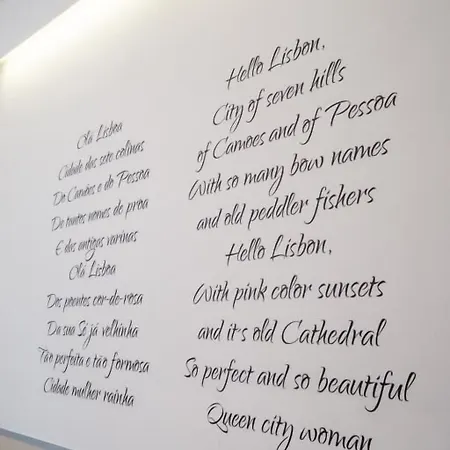 Olá Lisboa
Cidade das sete colinas
De Camões e de Pessoa
De tantos nomes de proa
E das antigas varinas
Olá Lisboa
Dos poentes cor-de-rosa
Da sua Sé já velhinha
Tão perfeita e tão formosa
Cidade mulher rainha
Hello Lisbon,
City of seven hills
of Camoes and of Pessoa
With so many bow names
and old peddler fishers
Hello Lisbon,
With pink color sunsets
and it's old Cathedral
So perfect and so beautiful
Queen city woman